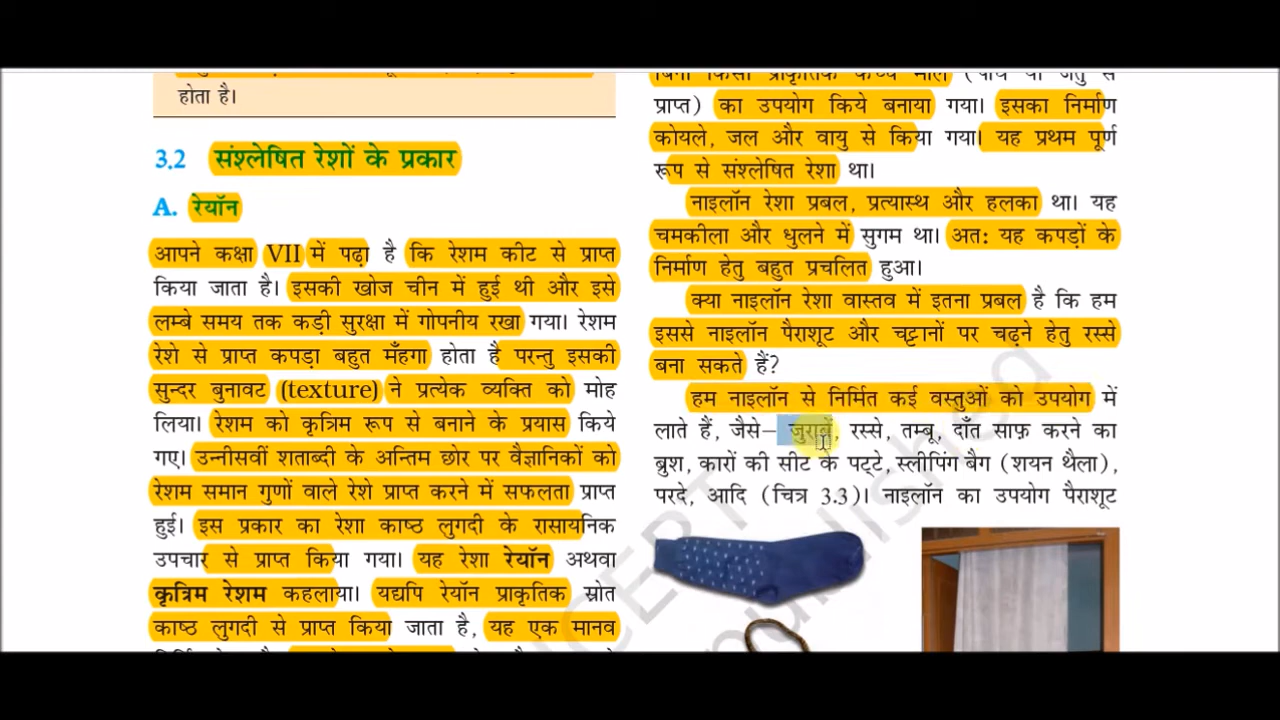 होता है।
3.2 संश्लेषित रेशों के प्रकार
A. रेयॉन
आपने कक्षा VII में पढ़ा है कि रेशम कीट से प्राप्त
किया जाता है। इसकी खोज चीन में हुई थी और इसे
लम्बे समय तक कड़ी सुरक्षा में गोपनीय रखा गया। रेशम
रेशे से प्राप्त कपड़ा बहुत मँहगा होता है परन्तु इसकी
सुन्दर बुनावट (texture) ने प्रत्येक व्यक्ति को मोह
लिया। रेशम को कृत्रिम रूप से बनाने के प्रयास किये
गए। उन्नीसवीं शताब्दी के अन्तिम छोर पर वैज्ञानिकों को
रेशम समान गुणों वाले रेशे प्राप्त करने में सफलता प्राप्त
हुई। इस प्रकार का रेशा काष्ठ लुगदी के रासायनिक
उपचार से प्राप्त किया गया। यह रेशा रेयॉन अथवा
कृत्रिम रेशम कहलाया। यद्यपि रेयॉन प्राकृतिक स्रोत
काष्ठ लुगदी से प्राप्त किया जाता है, यह एक मानव
बिना किसी प्राकृतिक कच्चे माल (पौधे या जंतु से
प्राप्त) का उपयोग किये बनाया गया। इसका निर्माण
कोयले, जल और वायु से किया गया। यह प्रथम पूर्ण
रूप से संश्लेषित रेशा था।
नाइलॉन रेशा प्रबल, प्रत्यास्थ और हलका था। यह
चमकीला और धुलने में सुगम था। अत: यह कपड़ों के
निर्माण हेतु बहुत प्रचलित हुआ।
क्या नाइलॉन रेशा वास्तव में इतना प्रबल है कि हम
इससे नाइलॉन पैराशूट और चट्टानों पर चढ़ने हेतु रस्से
बना सकते हैं?
हम नाइलॉन से निर्मित कई वस्तुओं को उपयोग में
लाते हैं, जैसे– जुराबें, रस्से, तम्बू, दाँत साफ़ करने का
ब्रुश, कारों की सीट के पट्टे, स्लीपिंग बैग (शयन थैला),
परदे, आदि (चित्र 3.3)। नाइलॉन का उपयोग पैराशूट